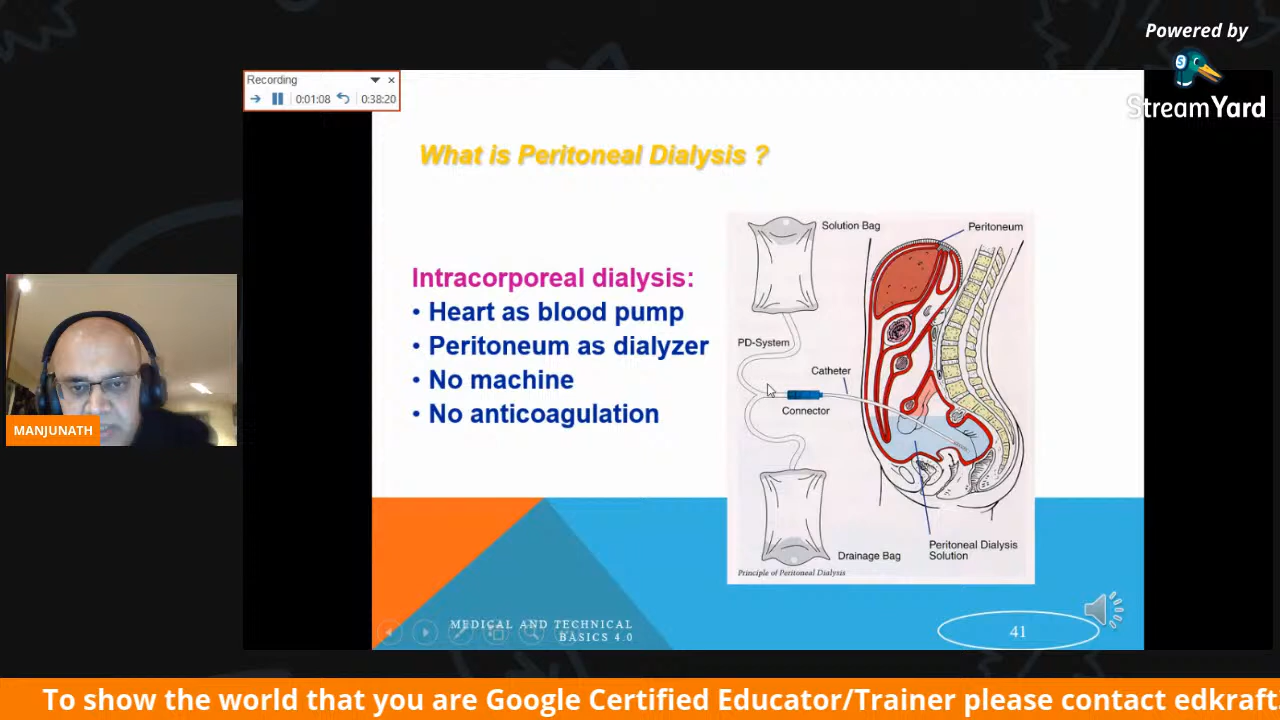 Powered by
StreamYard
Recording
0:01:08
0:38:20
What is Peritoneal Dialysis ?
Intracorporeal dialysis:
• Heart as blood pump
• Peritoneum as dialyzer
• No machine
• No anticoagulation
Solution Bag
Peritoneum
PD-System
Catheter
Connector
Drainage Bag
Peritoneal Dialysis
Solution
Principle of Peritoneal Dialysis
MANJUNATH
MEDICAL AND TECHNICAL
BASICS 4.0
41
To show the world that you are Google Certified Educator/Trainer please contact edkraft.